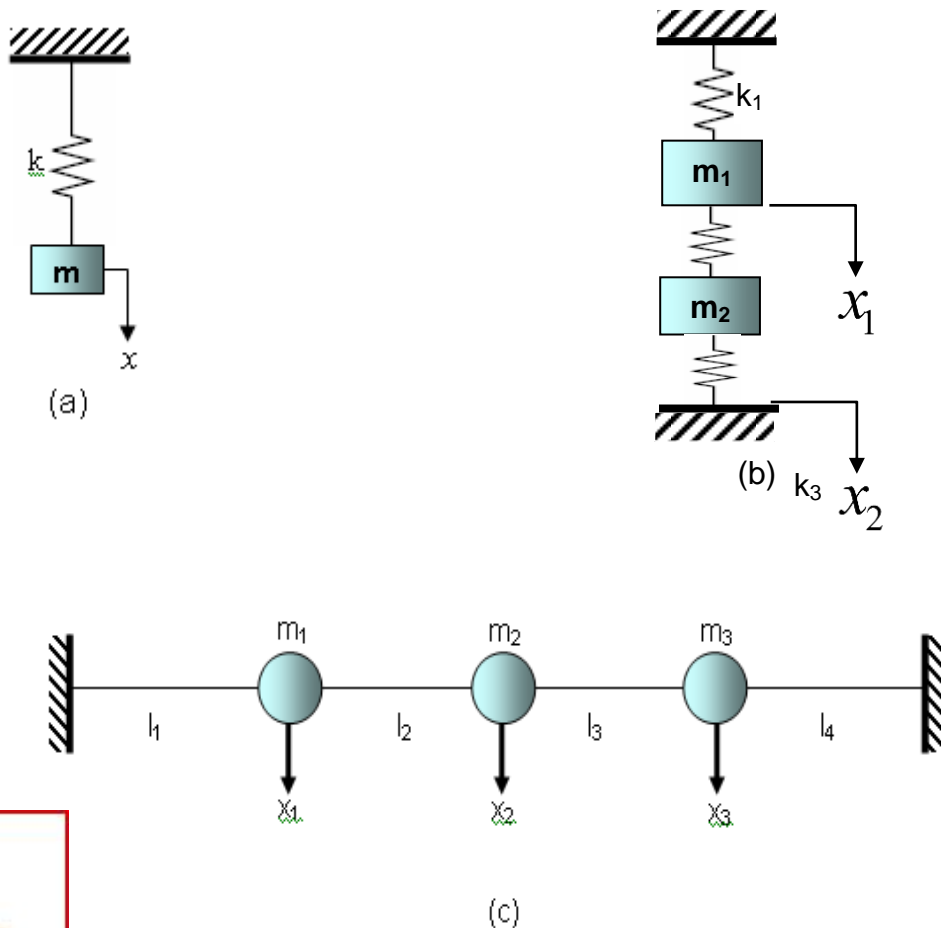 k
m
x
(a)
k₁
m₁
m₂
x₁
(b)
k₃
x₂
m₁ m₂ m₃
l₁ l₂ l₃ l₄
x₁ x₂ x₃
(c)